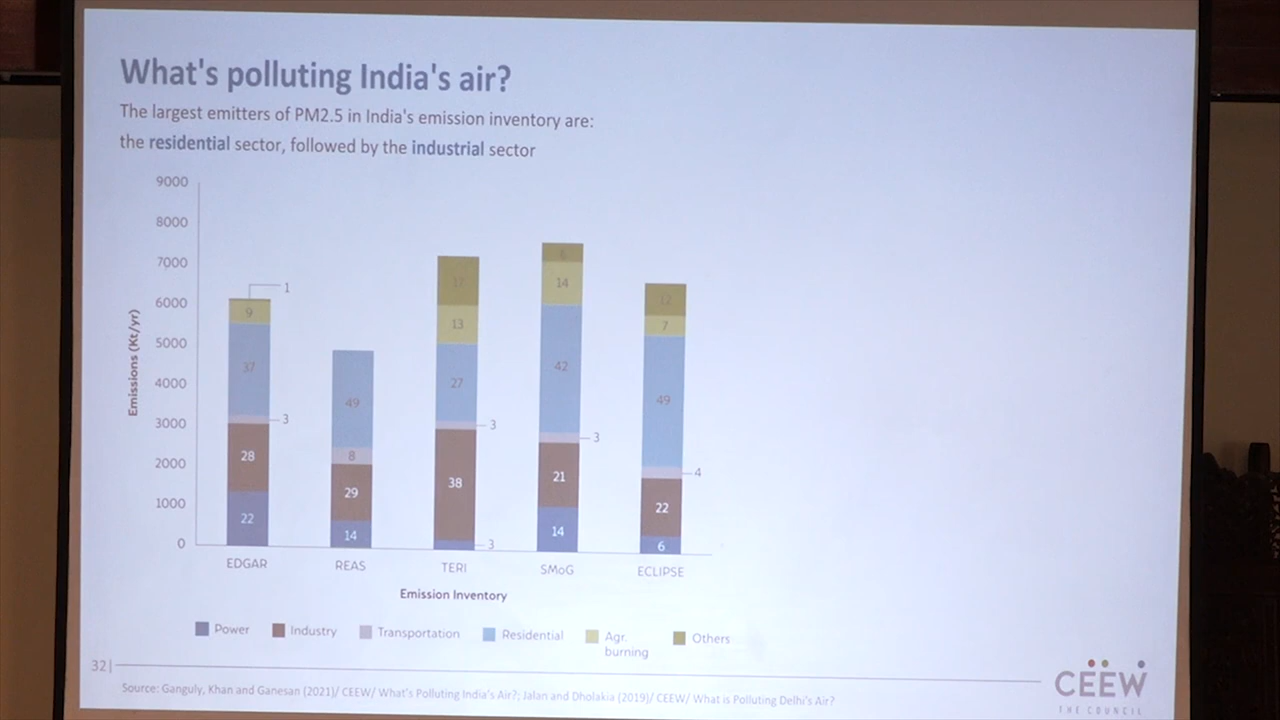 What's polluting India's air?
The largest emitters of PM2.5 in India's emission inventory are:
the residential sector, followed by the industrial sector
Emissions (Kt/yr)
9000
8000
7000
6000
5000
4000
3000
2000
1000
0
1
9
37
3
28
22
49
8
29
14
17
13
27
3
38
3
6
14
42
3
21
14
12
7
49
4
22
6
EDGAR
REAS
TERI
SMoG
ECLIPSE
Emission Inventory
Power
Industry
Transportation
Residential
Agr.
burning
Others
32|
Source: Ganguly, Khan and Ganesan (2021)/ CEEW/ What's Polluting India's Air?; Jalan and Dholakia (2019)/ CEEW/ What is Polluting Delhi's Air?
CEEW
THE COUNCIL